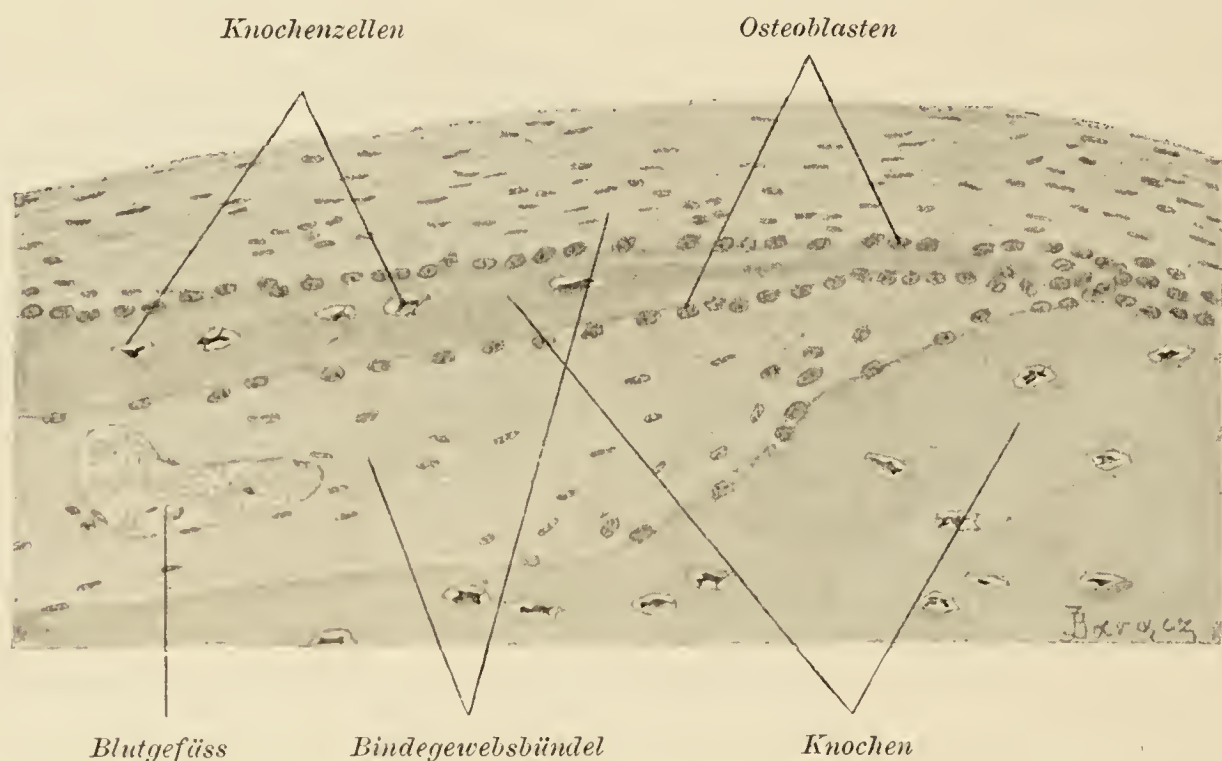 Knochenzellen
Osteoblasten
Blutgefäss
Bindegewebsbündel
Knochen